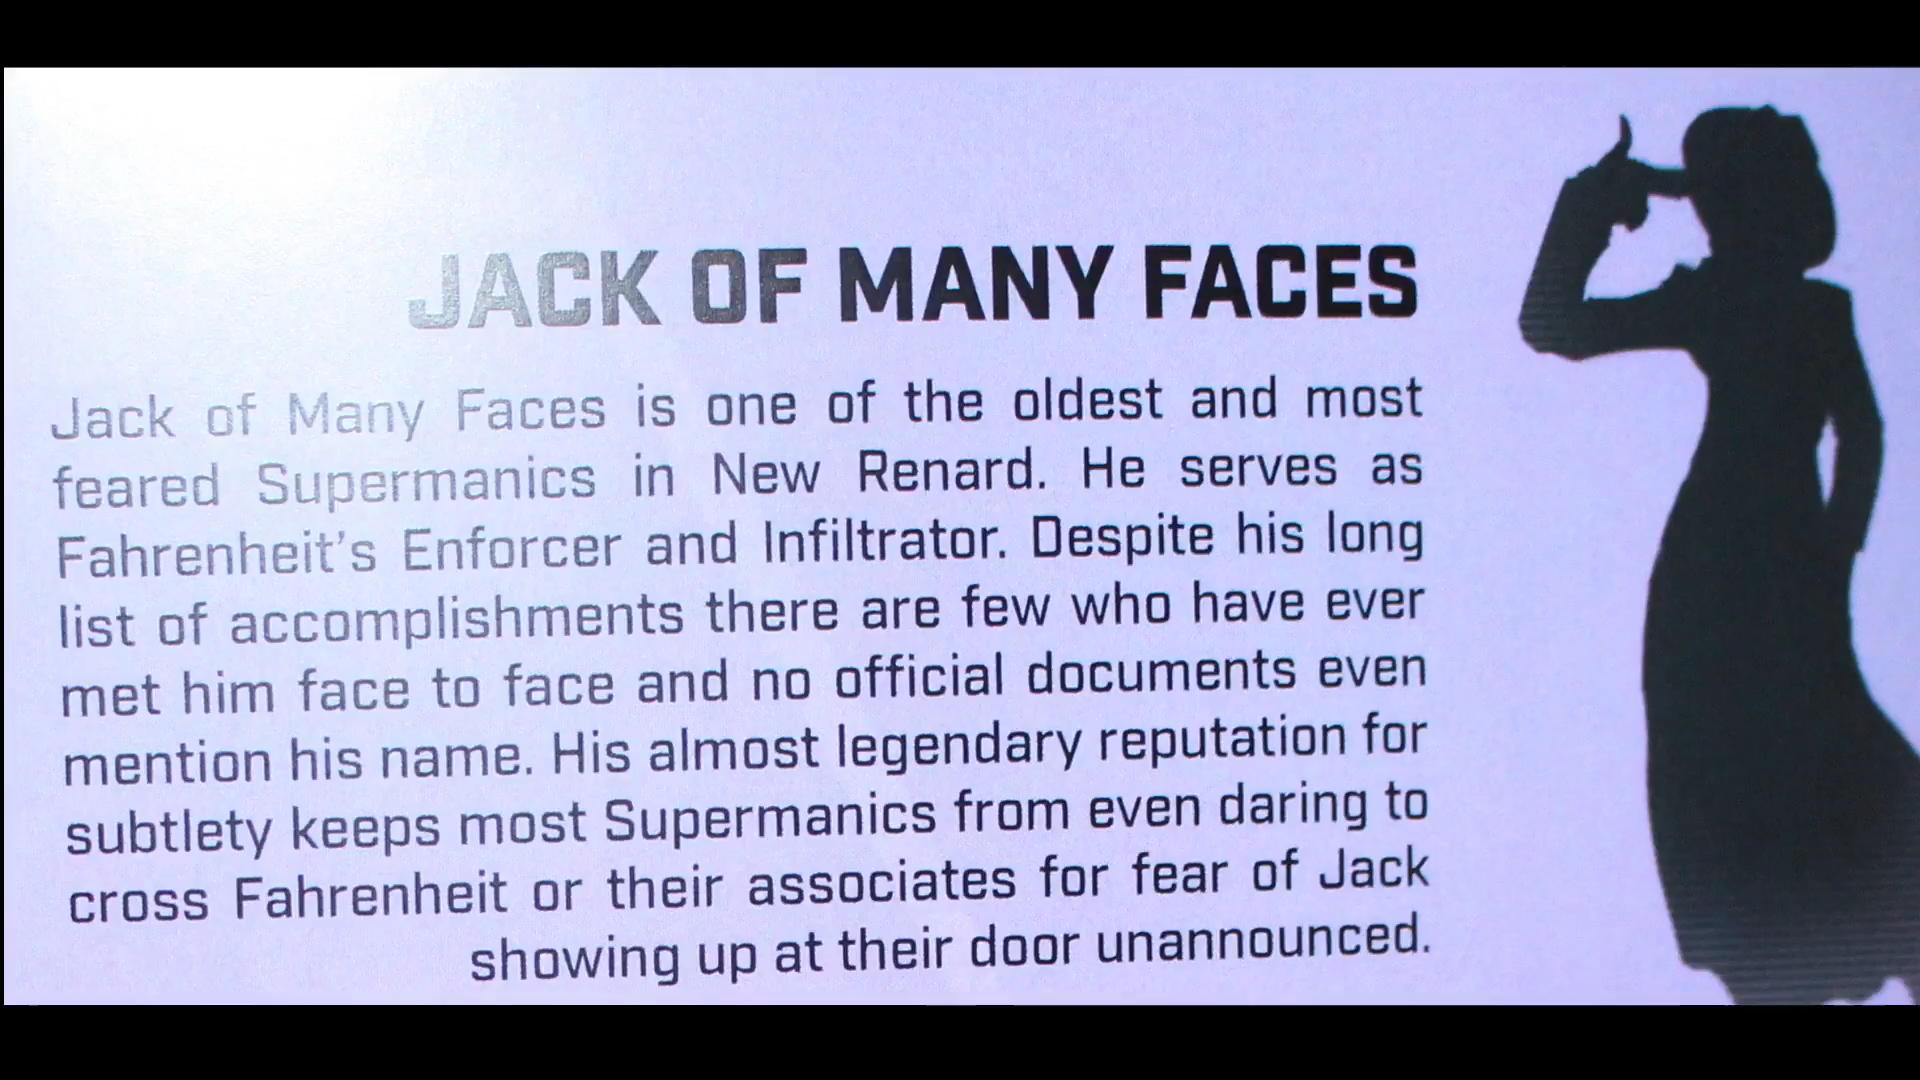 JACK OF MANY FACES
Jack of Many Faces is one of the oldest and most
feared Supermanics in New Renard. He serves as
Fahrenheit's Enforcer and Infiltrator. Despite his long
list of accomplishments there are few who have ever
met him face to face and no official documents even
mention his name. His almost legendary reputation for
subtlety keeps most Supermanics from even daring to
cross Fahrenheit or their associates for fear of Jack
showing up at their door unannounced.